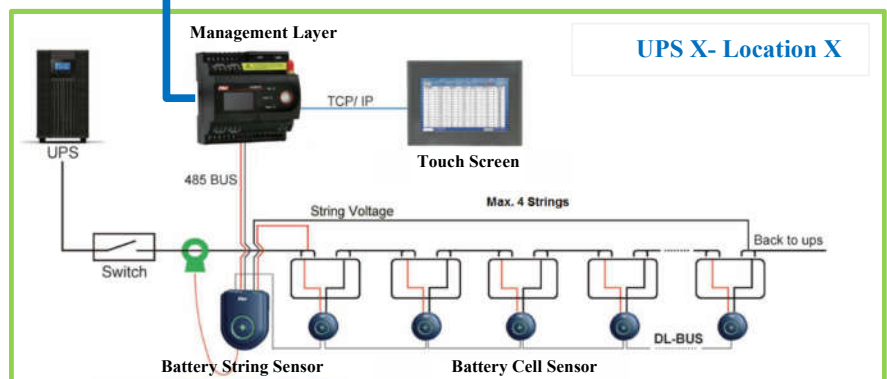 Management Layer
UPS X- Location X
TCP/ IP
UPS
Touch Screen
485 BUS
String Voltage
Max. 4 Strings
Back to ups
Switch
DL-BUS
Battery String Sensor
Battery Cell Sensor